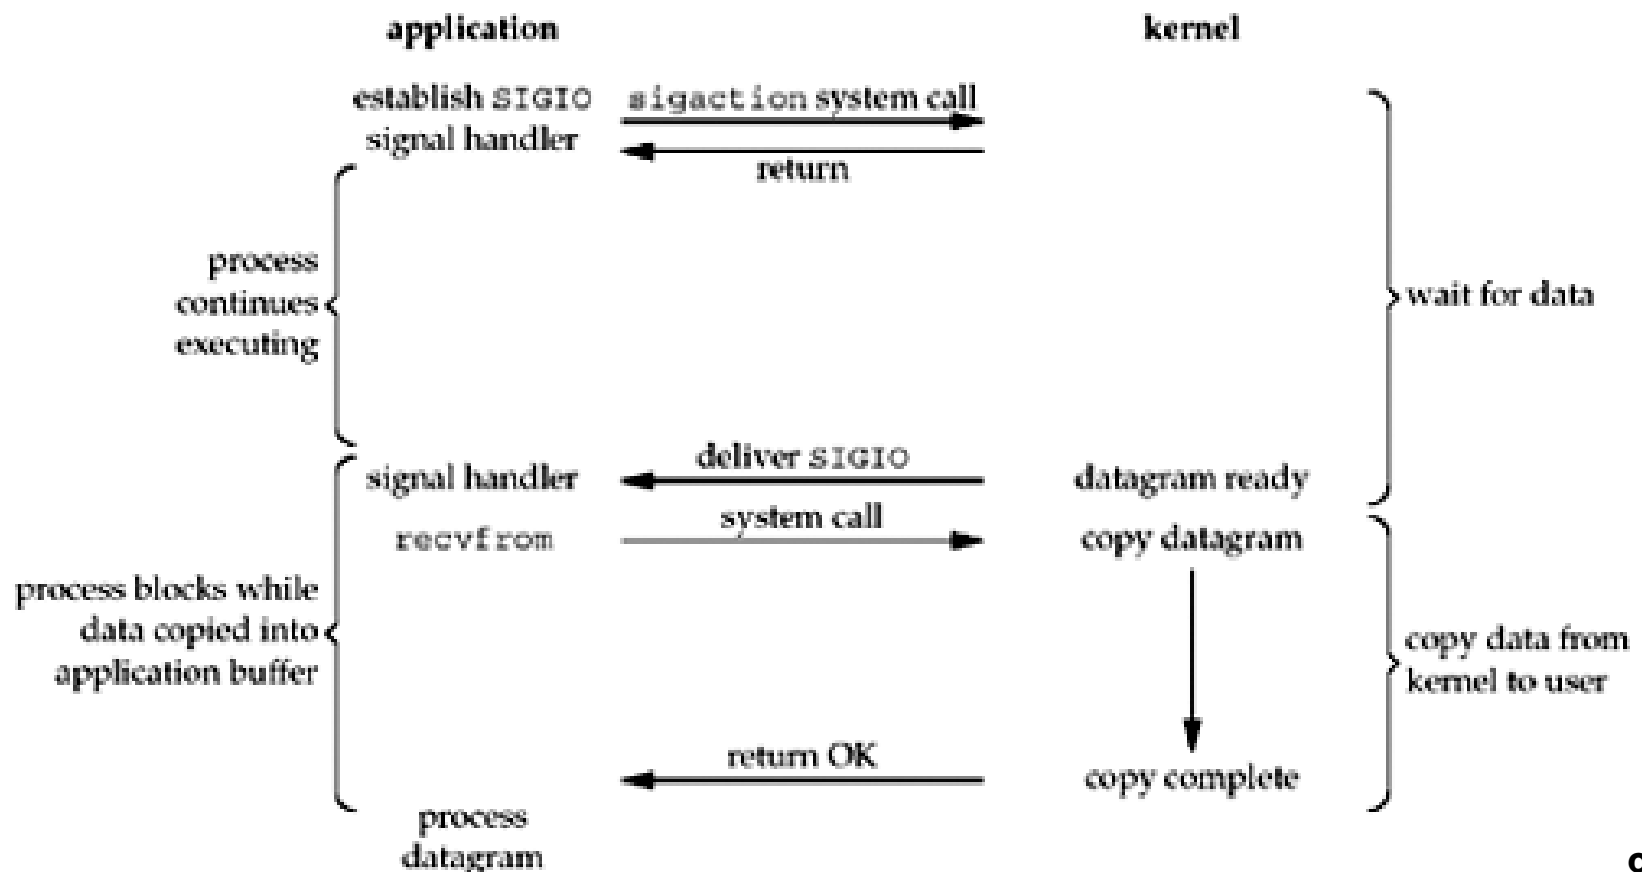 application
kernel
establish SIGIO
signal handler
sigaction system call
return
process
continues
executing
wait for data
signal handler
deliver SIGIO
datagram ready
recvfrom
system call
copy datagram
process blocks while
data copied into
application buffer
copy data from
kernel to user
return OK
copy complete
process
datagram